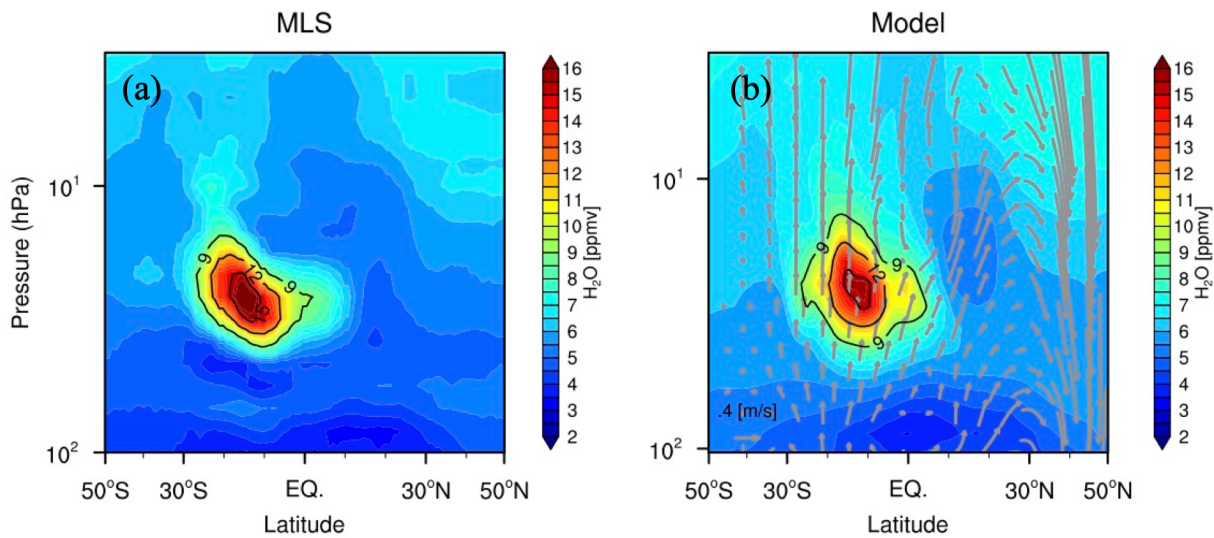 MLS
(a)
Pressure (hPa)
10¹
10²
9
12
9
15
50°S
30°S
EQ.
30°N
50°N
Latitude
16
15
14
13
12
11
10
9
8
7
6
5
4
3
2
H₂O [ppmv]
Model
(b)
10¹
10²
9
12
9
9
.4 [m/s]
50°S
30°S
EQ.
30°N
50°N
Latitude
16
15
14
13
12
11
10
9
8
7
6
5
4
3
2
H₂O [ppmv]